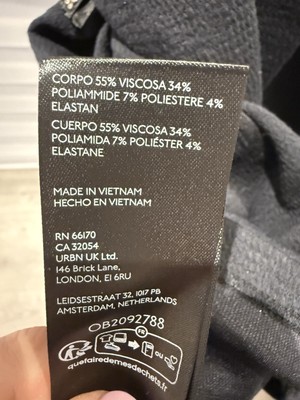 CORPO 55% VISCOSA 34%
POLIAMMIDE 7% POLIESTERE 4%
ELASTAN
CUERPO 55% VISCOSA 34%
POLIAMIDA 7% POLIÉSTER 4%
ELASTANE
MADE IN VIETNAM
HECHO EN VIETNAM
RN 66170
CA 32054
URBN UK Ltd.
146 Brick Lane,
LONDON, E1 6RU
LEIDSESTRAAT 32, 1017 PB
AMSTERDAM, NETHERLANDS
OB2092788
FR
OU
quefairedemesdechets.fr